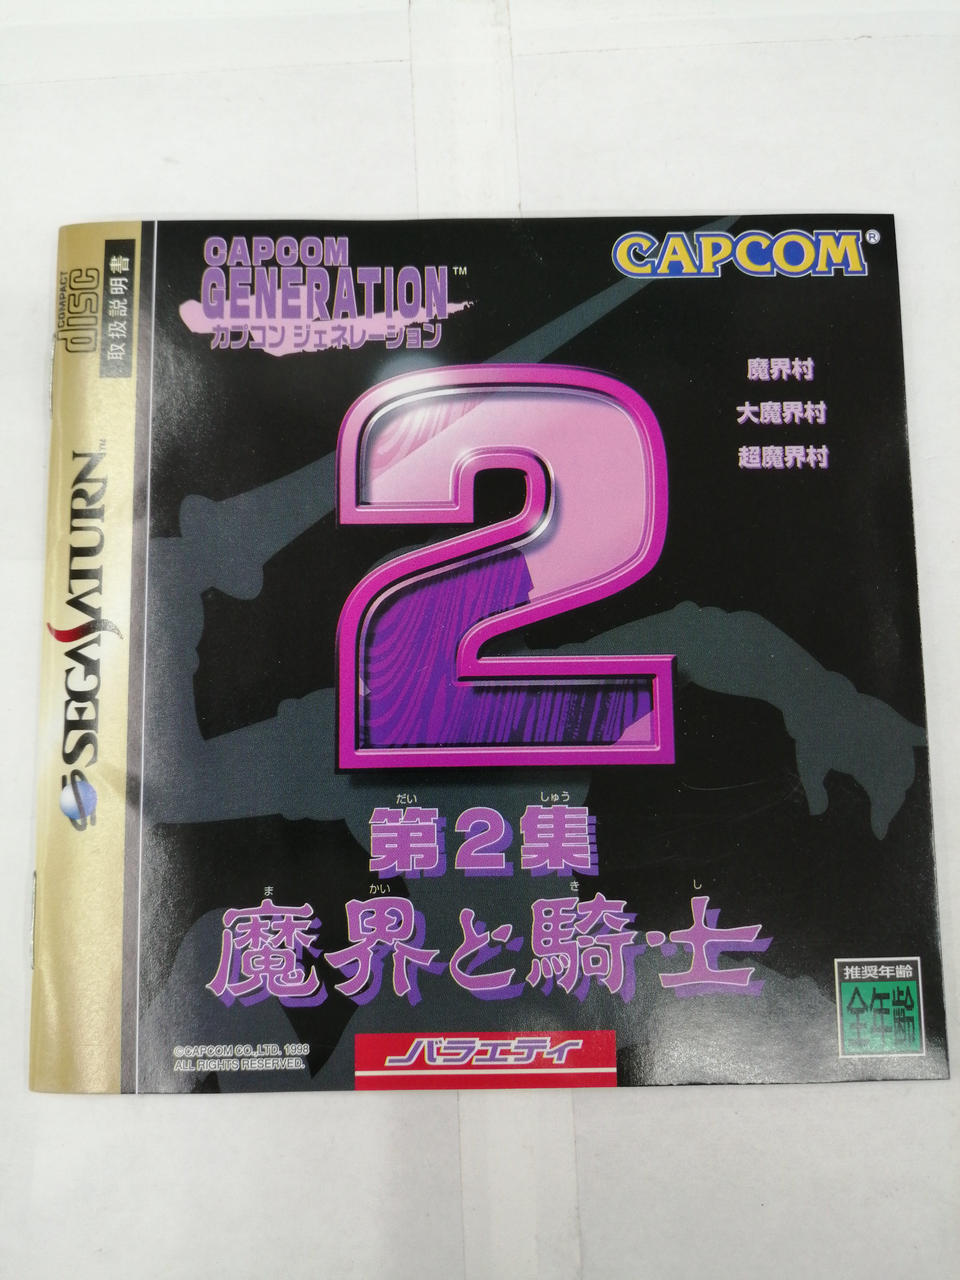 COMPACT
disc
取扱説明書
SEGA SATURN™
CAPCOM
GENERATION™
カプコン ジェネレーション
CAPCOM®
魔界村
大魔界村
超魔界村
2
だい しゅう
第2集
ま かい き し
魔界と騎士
推奨年齢
全年齢
バラエティ
©CAPCOM CO.,LTD. 1998
ALL RIGHTS RESERVED.